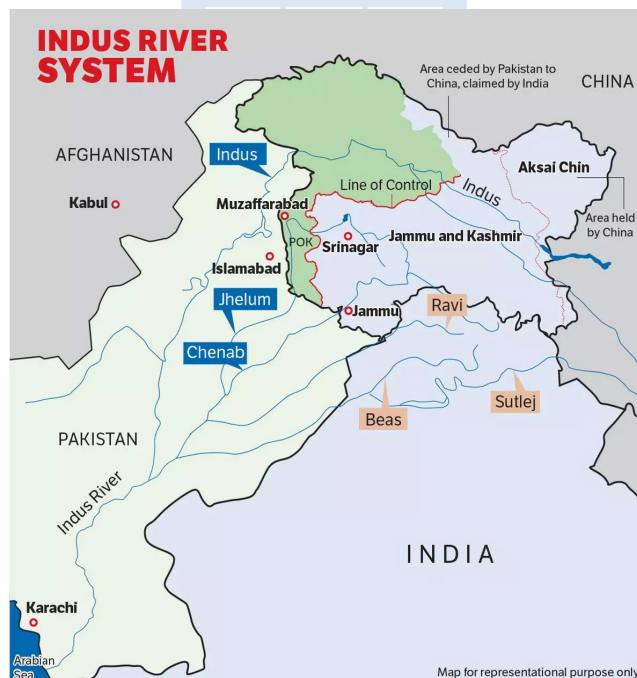 INDUS RIVER
SYSTEM
Area ceded by Pakistan to
China, claimed by India
CHINA
AFGHANISTAN
Indus
Aksai Chin
Kabul
Muzaffarabad
Line of Control
Indus
Area held
by China
POK
Srinagar
Jammu and Kashmir
Islamabad
Jhelum
Jammu
Ravi
Chenab
Sutlej
Beas
PAKISTAN
Indus River
INDIA
Karachi
Arabian
Sea
Map for representational purpose only